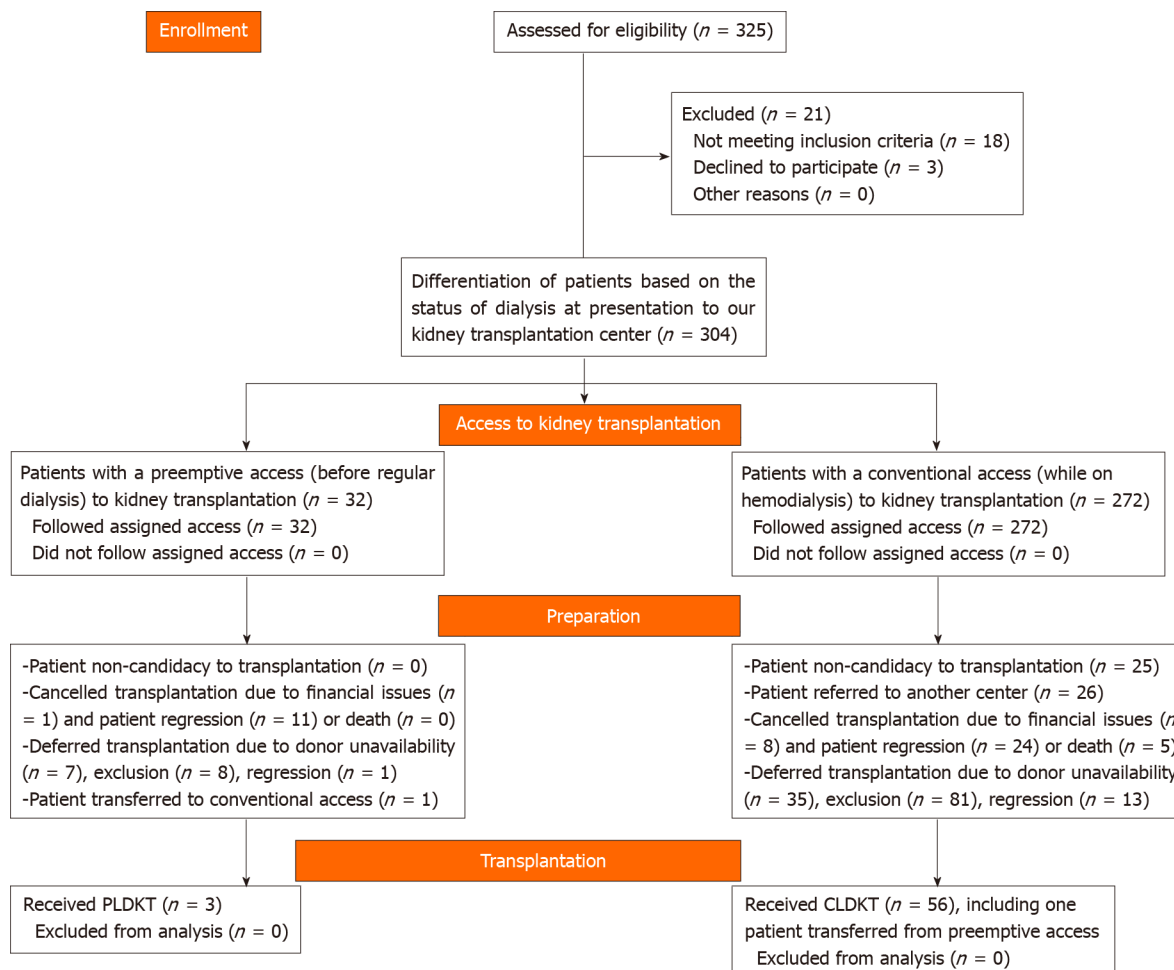 Enrollment
Assessed for eligibility (n = 325)
Excluded (n = 21)
Not meeting inclusion criteria (n = 18)
Declined to participate (n = 3)
Other reasons (n = 0)
Differentiation of patients based on the
status of dialysis at presentation to our
kidney transplantation center (n = 304)
Access to kidney transplantation
Patients with a preemptive access (before regular
dialysis) to kidney transplantation (n = 32)
Followed assigned access (n = 32)
Did not follow assigned access (n = 0)
Patients with a conventional access (while on
hemodialysis) to kidney transplantation (n = 272)
Followed assigned access (n = 272)
Did not follow assigned access (n = 0)
Preparation
-Patient non-candidacy to transplantation (n = 0)
-Cancelled transplantation due to financial issues (n
= 1) and patient regression (n = 11) or death (n = 0)
-Deferred transplantation due to donor unavailability
(n = 7), exclusion (n = 8), regression (n = 1)
-Patient transferred to conventional access (n = 1)
-Patient non-candidacy to transplantation (n = 25)
-Patient referred to another center (n = 26)
-Cancelled transplantation due to financial issues (n
= 8) and patient regression (n = 24) or death (n = 5)
-Deferred transplantation due to donor unavailability
(n = 35), exclusion (n = 81), regression (n = 13)
Transplantation
Received PLDKT (n = 3)
Excluded from analysis (n = 0)
Received CLDKT (n = 56), including one
patient transferred from preemptive access
Excluded from analysis (n = 0)